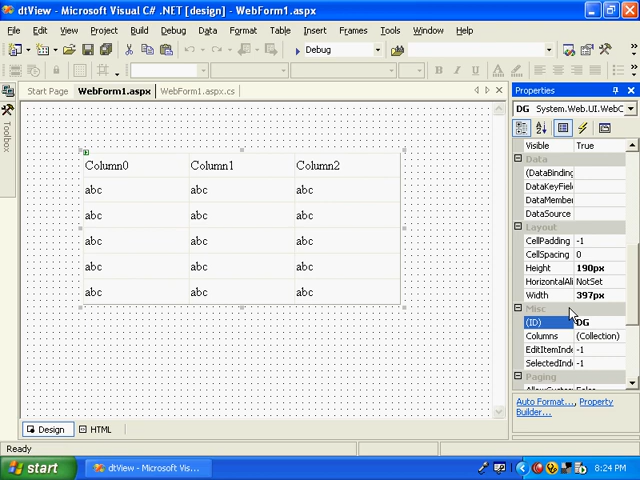 dtView - Microsoft Visual C# .NET [design] - WebForm1.aspx
File Edit View Project Build Debug Data Format Table Insert Frames Tools Window Help
Debug
B I U
Start Page WebForm1.aspx WebForm1.aspx.cs
Toolbox
Column0 Column1 Column2
abc abc abc
abc abc abc
abc abc abc
abc abc abc
abc abc abc
Design HTML
Properties
DG System.Web.UI.WebC
Visible True
Data
(DataBinding
DataKeyField
DataMember
DataSource
Layout
CellPadding -1
CellSpacing 0
Height 190px
HorizontalAli NotSet
Width 397px
Misc
(ID) DG
Columns (Collection)
EditItemInde -1
SelectedInd -1
Paging
Auto Format..., Property
Builder...
Ready
start
dtView - Microsoft Vis...
8:24 PM